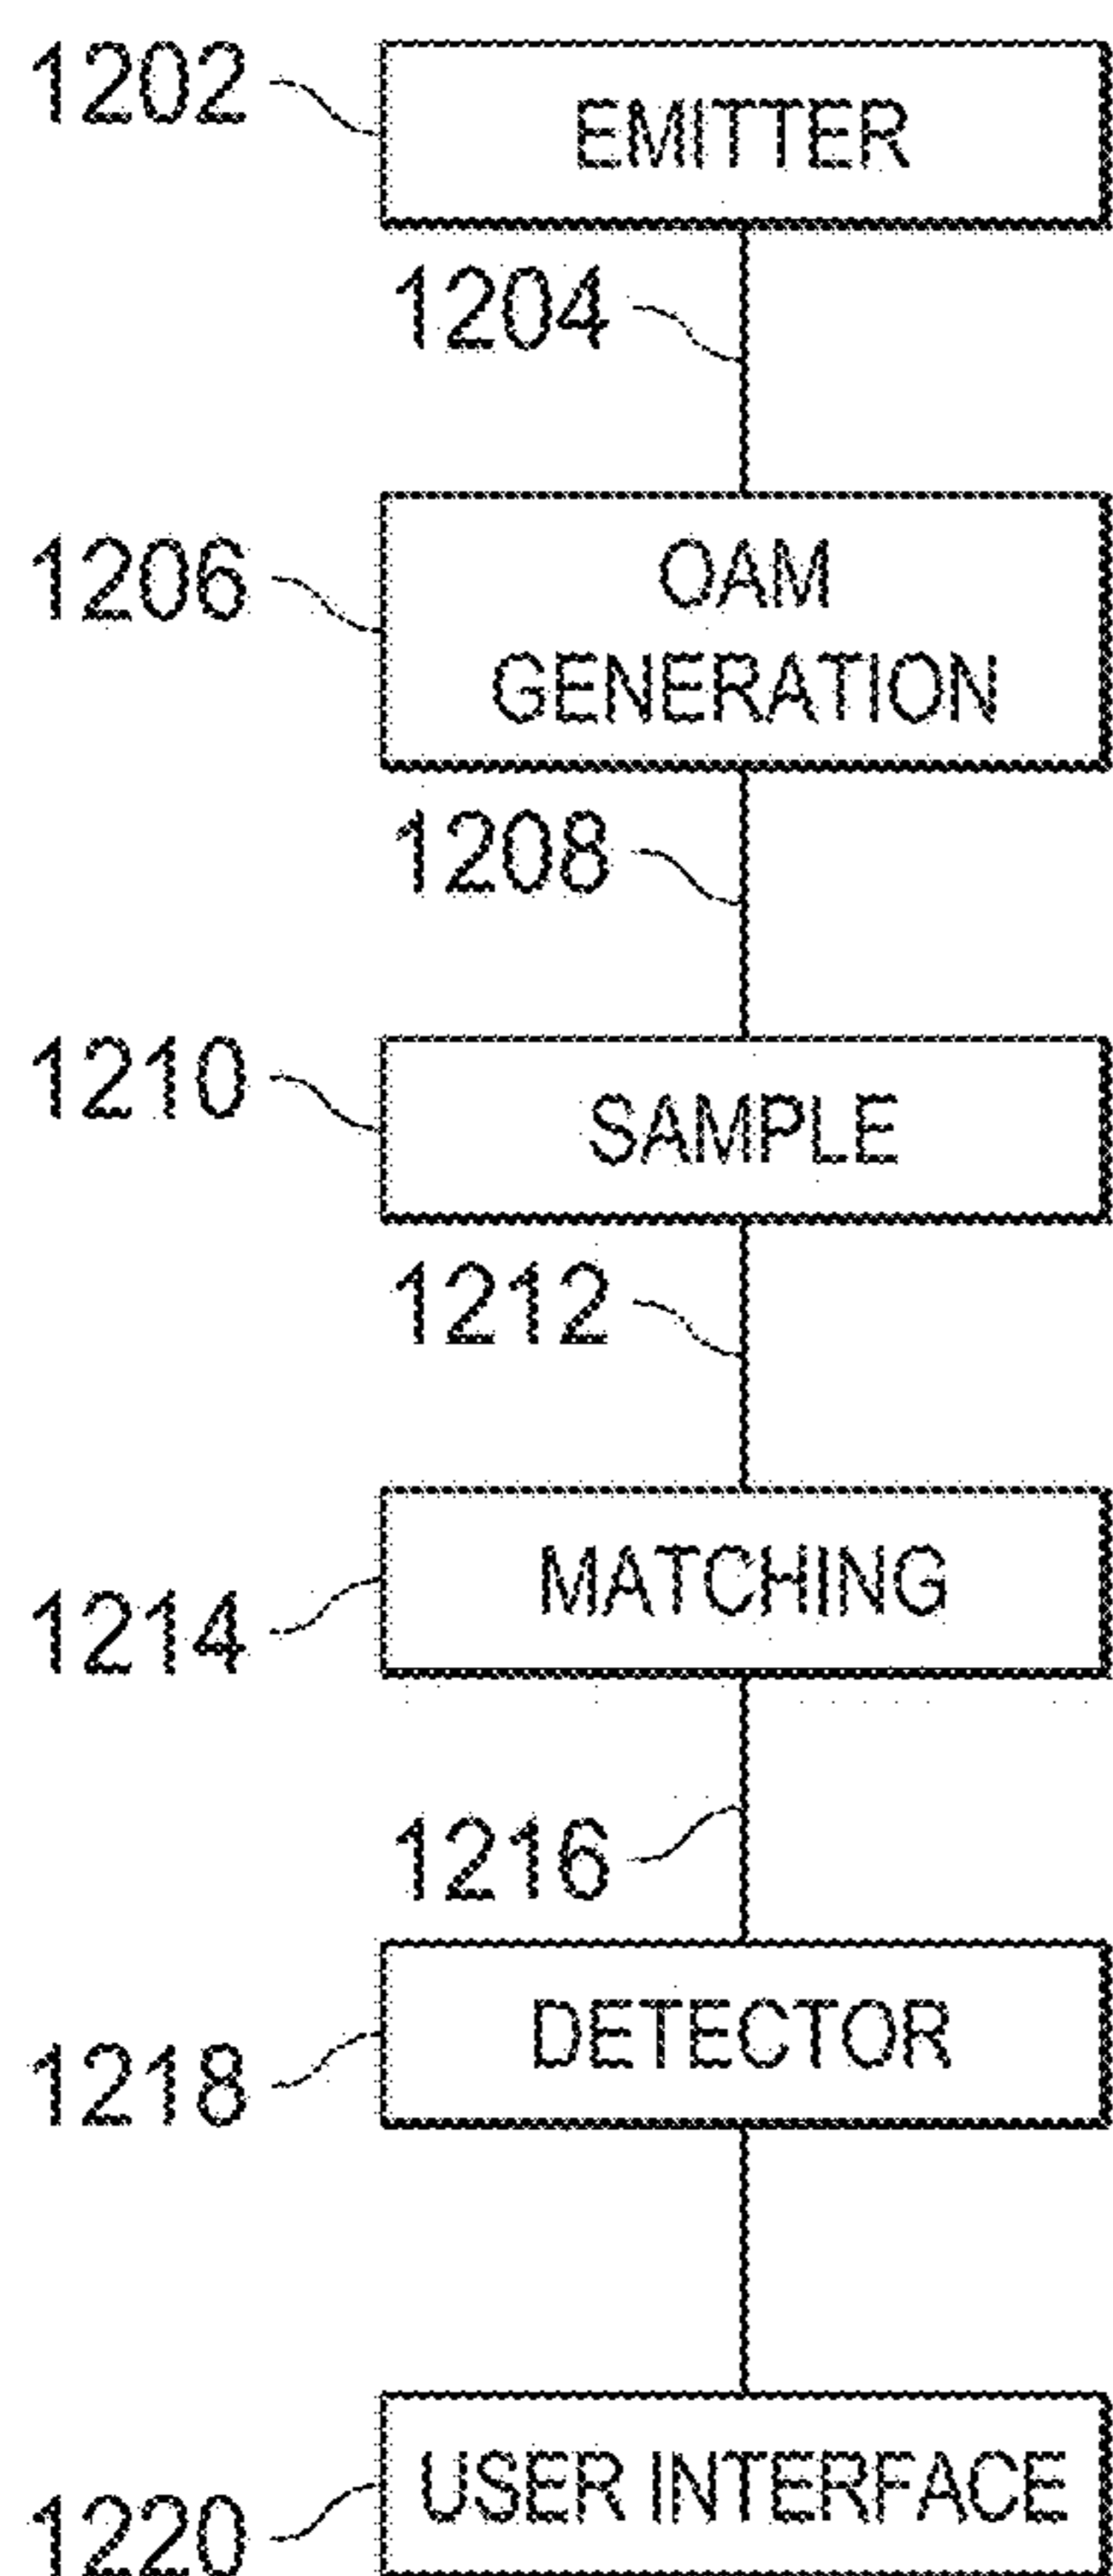 1202
EMITTER
1204
1206
OAM
GENERATION
1208
1210
SAMPLE
1212
MATCHING
1214
1216
DETECTOR
1218
USER INTERFACE
1220